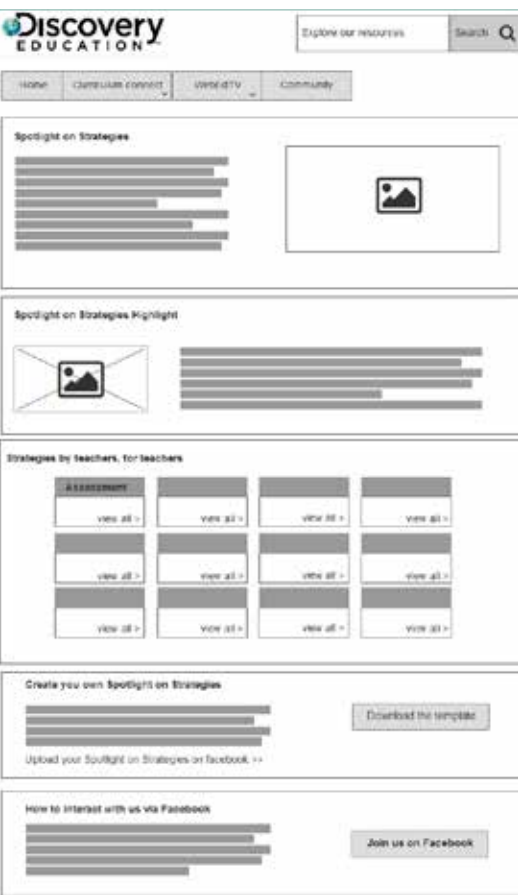 Discovery
EDUCATION™
Explore our resources
Search
Home
Curriculum connect
WebEdTV
Community
Spotlight on Strategies
Spotlight on Strategies Highlight
Strategies by teachers, for teachers
Assessment
view all >
view all >
view all >
view all >
view all >
view all >
view all >
view all >
view all >
view all >
view all >
view all >
Create you own Spotlight on Strategies
Download the template
Upload your Spotlight on Strategies on facebook >>
How to interact with us via Facebook
Join us on Facebook